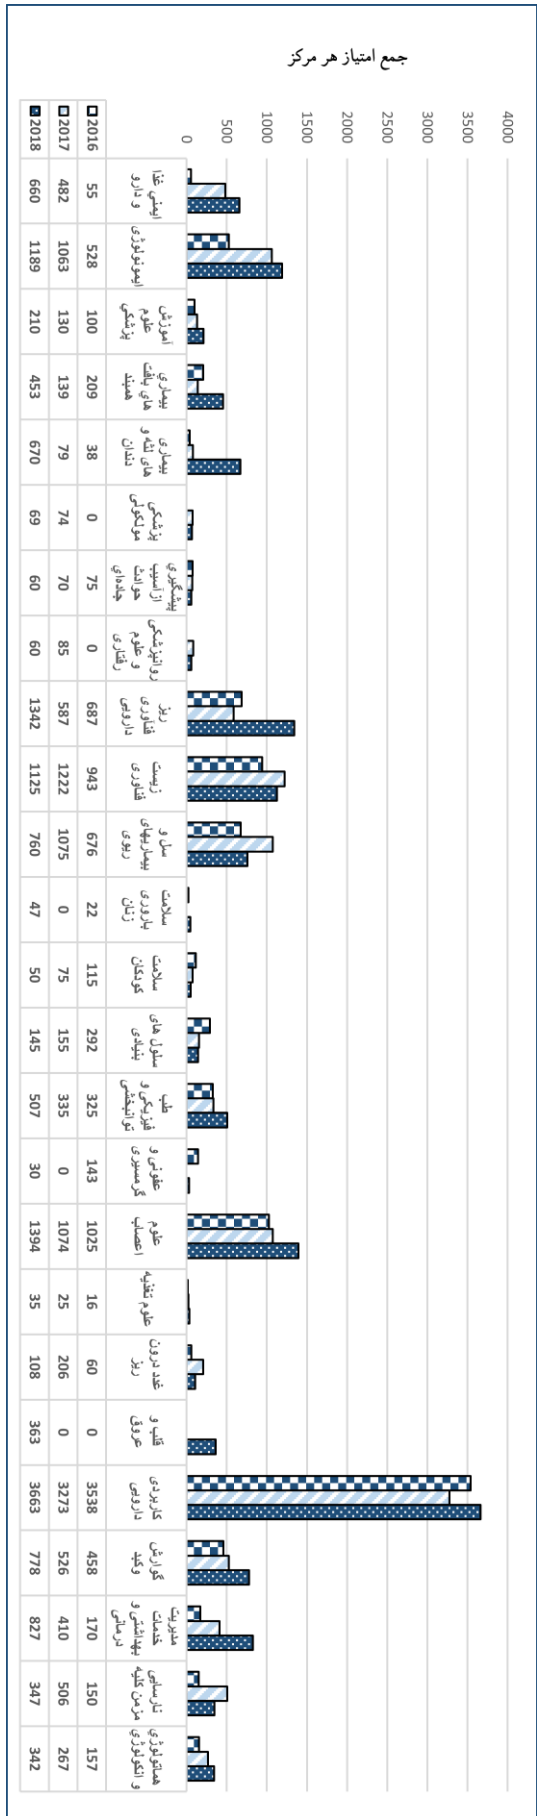 جمع امتیاز هر مرکز
4000
3500
3000
2500
2000
1500
1000
500
0
ایمنی غذا
و دارو
ایمونولوژی
آموزش
علوم
پزشکی
بیماری
های بافت
همبند
بیماری
های لثه و
دندان
پزشکی
مولکولی
پیشگیری
از آسیب
حوادث
جاده‌ای
روانپزشکی
و علوم
رفتاری
ریز
فناوری
دارویی
زیست
فناوری
سل و
بیماریهای
ریوی
سلامت
باروری
زنان
سلامت
کودکان
سلول های
بنیادی
طب
فیزیکی و
توانبخشی
عفونی و
گرمسیری
علوم
اعصاب
علوم تغذیه
غدد درون
ریز
قلب و
عروق
کاربردی
دارویی
گوارش
وکبد
مدیریت
خدمات
بهداشتی و
درمانی
نارسایی
مزمن کلیه
هماتولوژی
و انکولوژی
2016 55 528 100 209 38 0 75 0 687 943 676 22 115 292 325 143 1025 16 60 0 3538 458 170 150 157
2017 482 1063 130 139 79 74 70 85 587 1222 1075 0 75 155 335 0 1074 25 206 0 3273 526 410 506 267
2018 660 1189 210 453 670 69 60 60 1342 1125 760 47 50 145 507 30 1394 35 108 363 3663 778 827 347 342